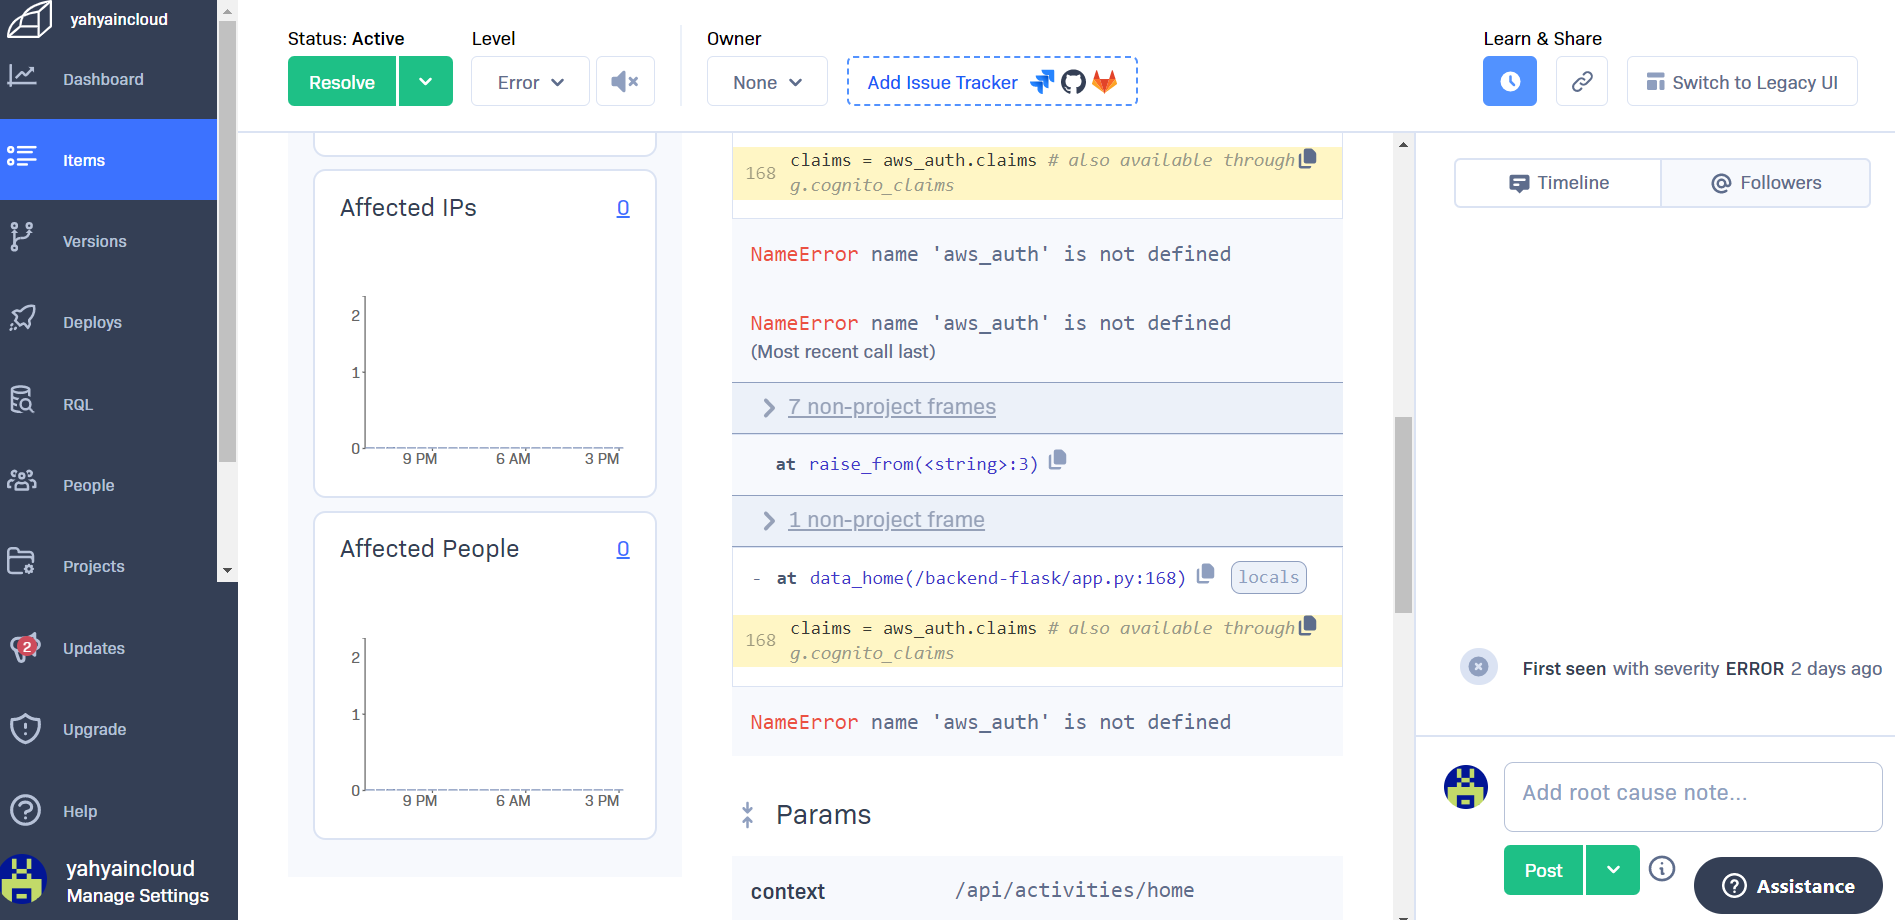 yahyaincloud
Dashboard
Items
Versions
Deploys
RQL
People
Projects
2
Updates
Upgrade
Help
yahyaincloud
Manage Settings
Status: Active
Resolve
Level
Error
Owner
None
Add Issue Tracker
Learn & Share
Switch to Legacy UI
Affected IPs
0
2
1
0
9 PM 6 AM 3 PM
Affected People
0
2
1
0
9 PM 6 AM 3 PM
168 claims = aws_auth.claims # also available through
g.cognito_claims
NameError name 'aws_auth' is not defined
NameError name 'aws_auth' is not defined
(Most recent call last)
7 non-project frames
at raise_from(<string>:3)
1 non-project frame
- at data_home(/backend-flask/app.py:168) locals
168 claims = aws_auth.claims # also available through
g.cognito_claims
NameError name 'aws_auth' is not defined
Params
context /api/activities/home
Timeline
Followers
First seen with severity ERROR 2 days ago
Add root cause note...
Post
Assistance